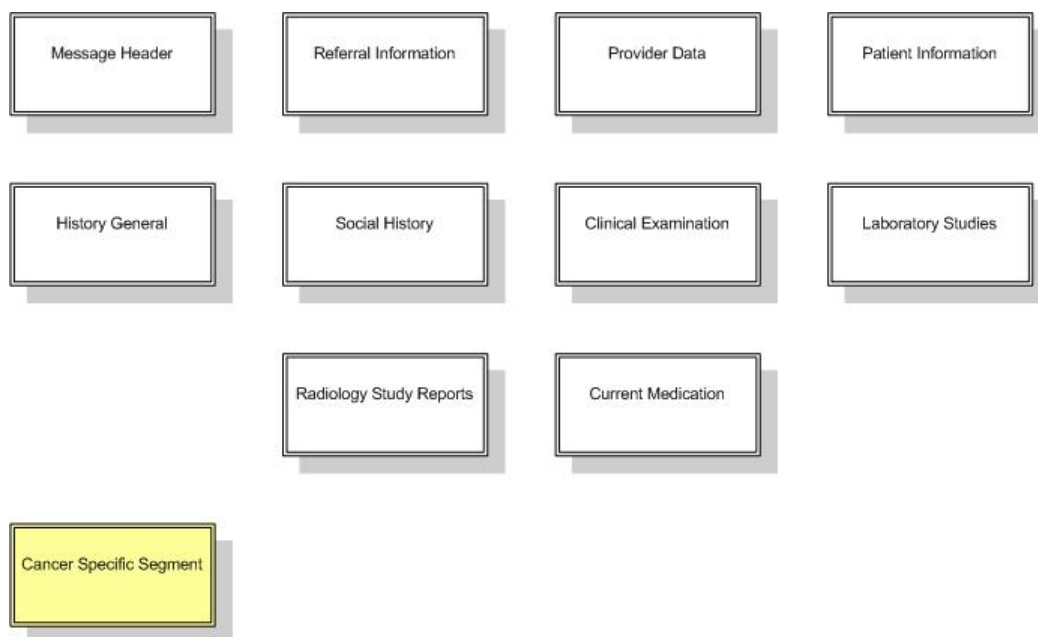 Message Header
Referral Information
Provider Data
Patient Information
History General
Social History
Clinical Examination
Laboratory Studies
Radiology Study Reports
Current Medication
Cancer Specific Segment